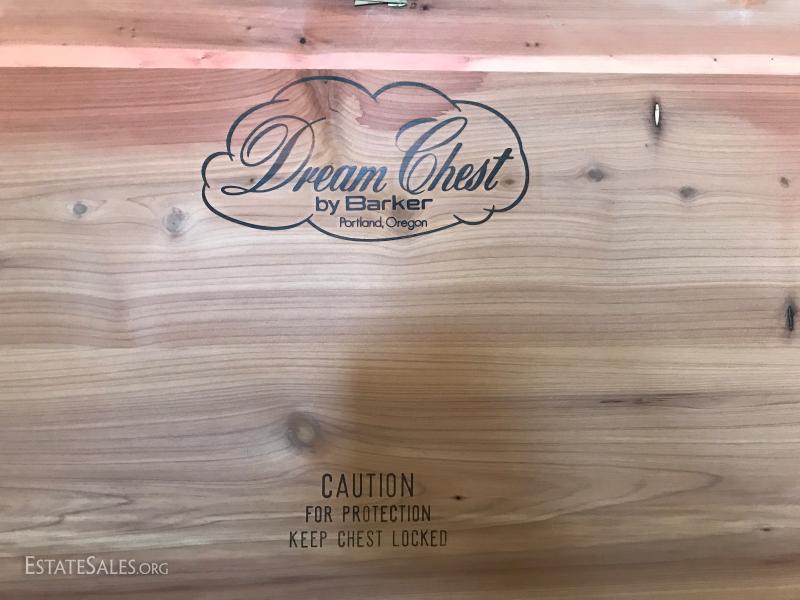 Dream Chest
by Barker
Portland, Oregon
CAUTION
FOR PROTECTION
KEEP CHEST LOCKED
ESTATESALES.ORG